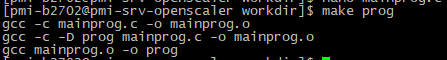 [pmi-b2702@pmi-srv-openscaler workdir]$ make prog
gcc -c mainprog.c -o mainprog.o
gcc -c -D prog mainprog.c -o mainprog.o
gcc mainprog.o -o prog